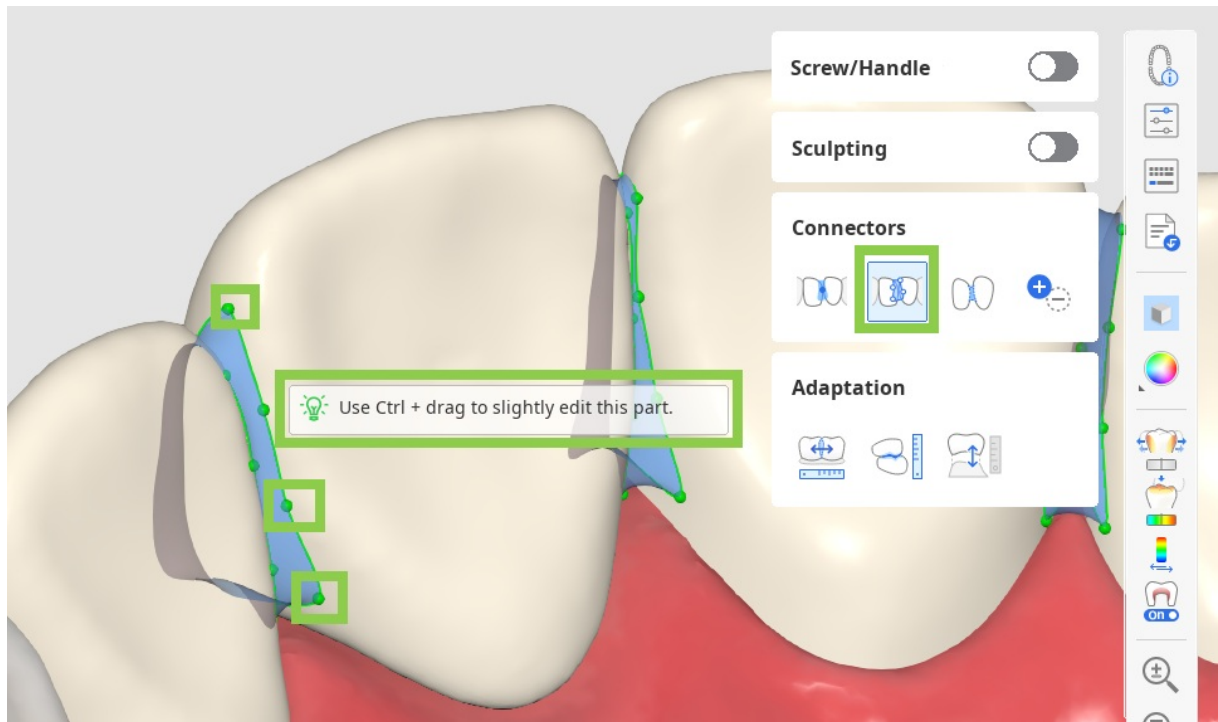 Screw/Handle
Sculpting
Connectors
Adaptation
Use Ctrl + drag to slightly edit this part.
On